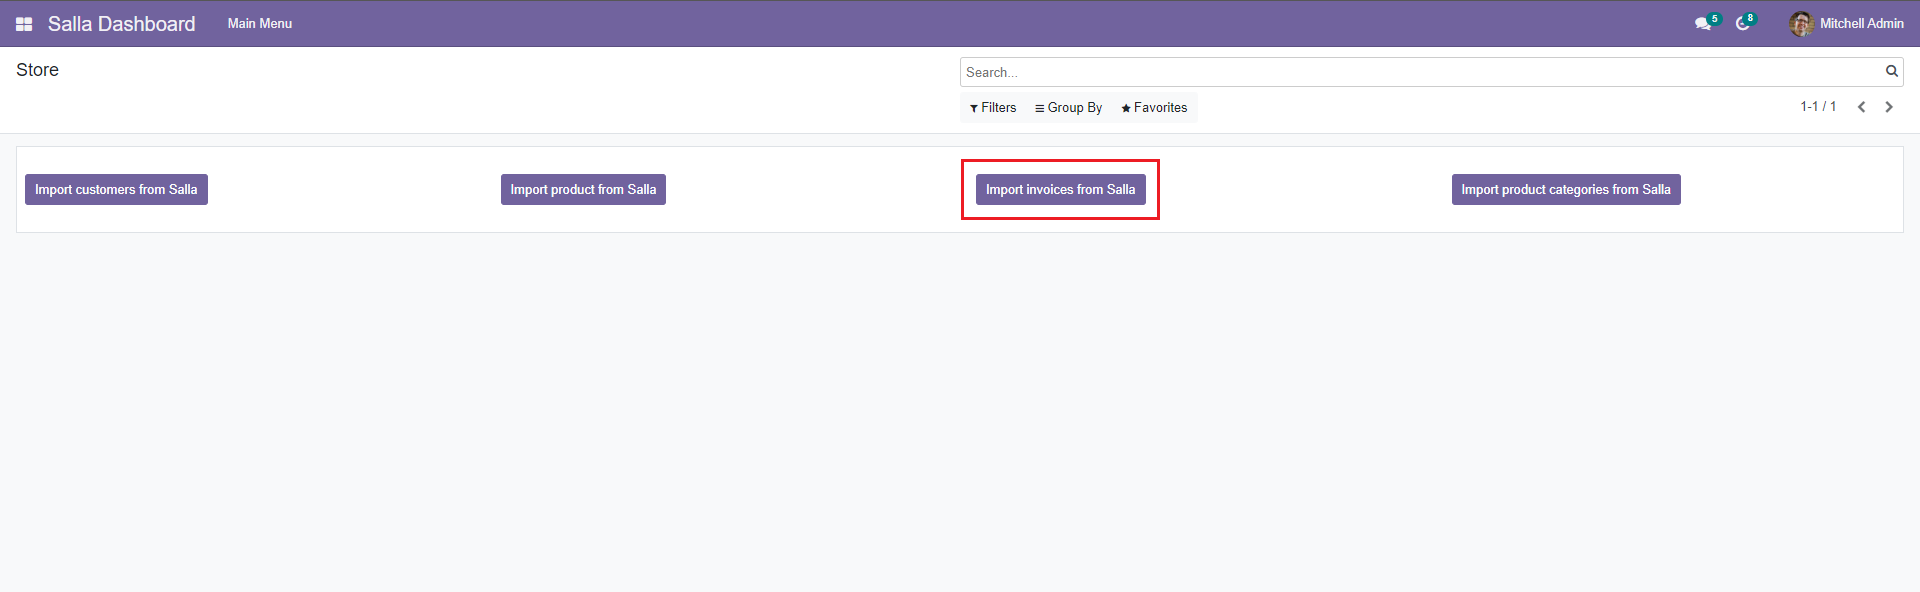 Salla Dashboard Main Menu 5 8 Mitchell Admin
Store
Search...
Filters Group By Favorites 1-1 / 1
Import customers from Salla Import product from Salla Import invoices from Salla Import product categories from Salla